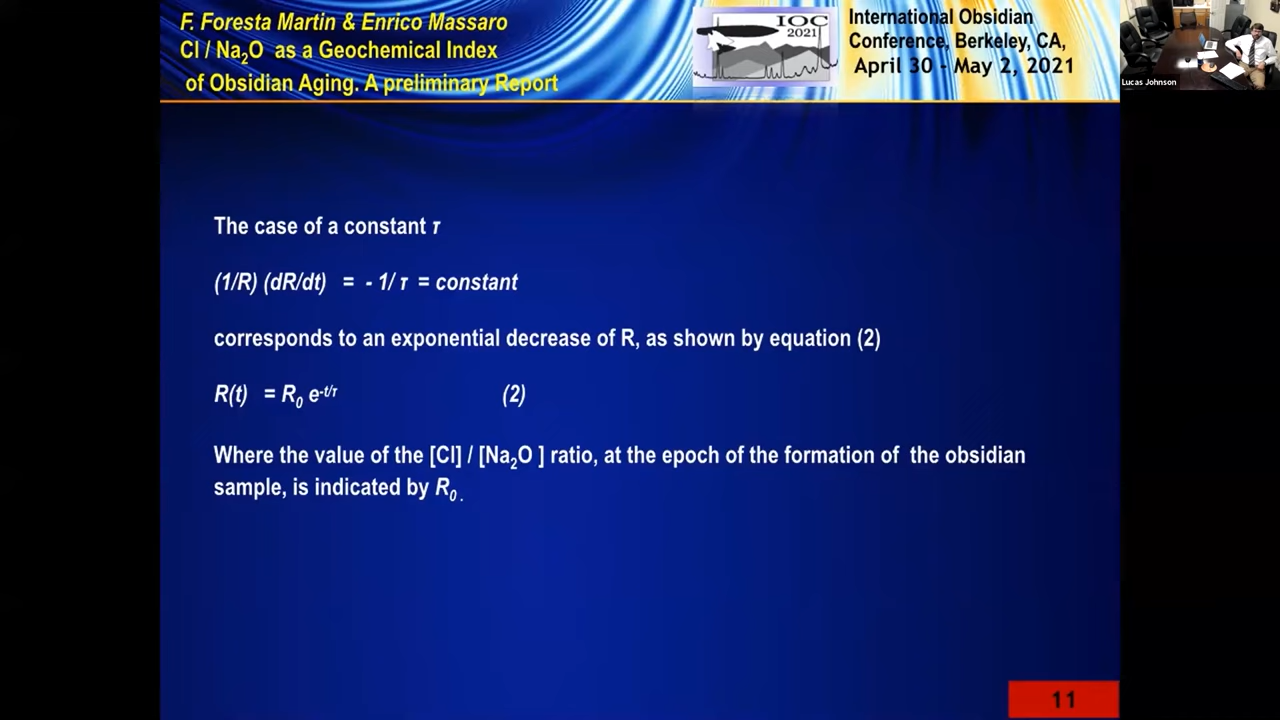 F. Foresta Martin & Enrico Massaro
Cl / Na₂O as a Geochemical Index
of Obsidian Aging. A preliminary Report
IOC
2021
International Obsidian
Conference, Berkeley, CA,
April 30 - May 2, 2021
Lucas Johnson
The case of a constant τ
(1/R) (dR/dt) = - 1/ τ = constant
corresponds to an exponential decrease of R, as shown by equation (2)
R(t) = R₀ e⁻ᵗ/ᵗ (2)
Where the value of the [Cl] / [Na₂O ] ratio, at the epoch of the formation of the obsidian
sample, is indicated by R₀ .
11